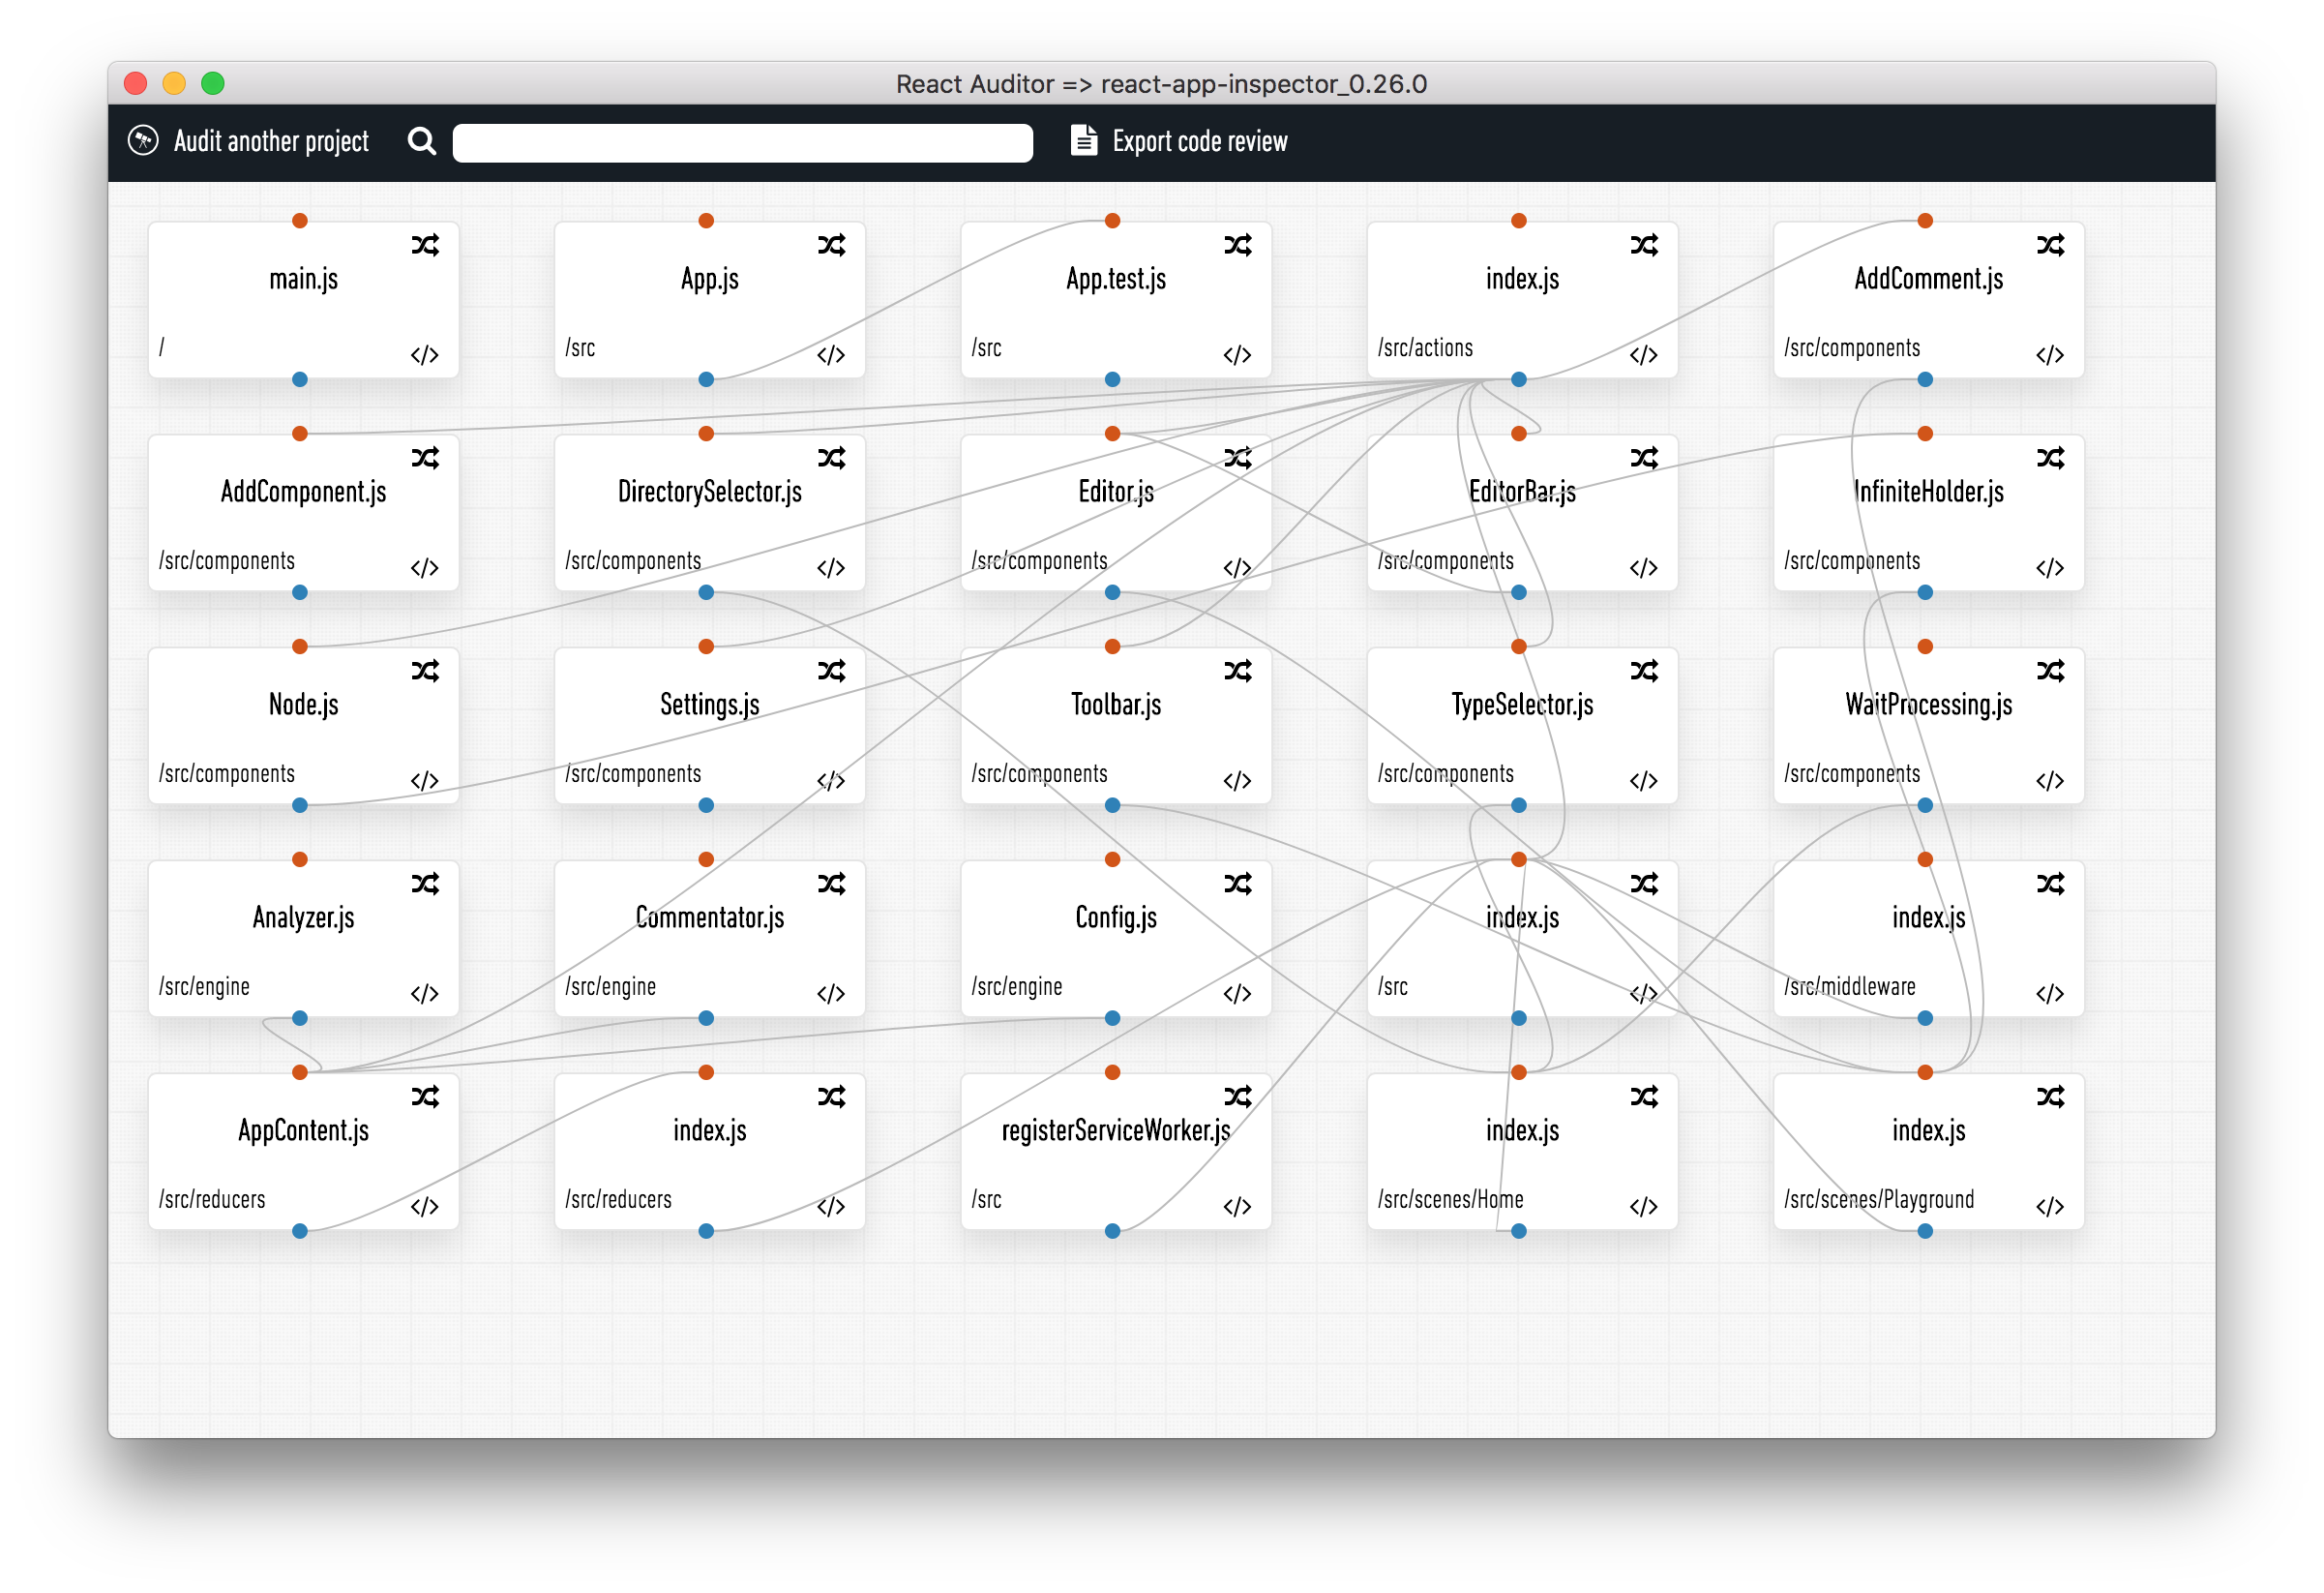 React Auditor => react-app-inspector_0.26.0
Audit another project
Export code review
main.js
/
</>
App.js
/src
</>
App.test.js
/src
</>
index.js
/src/actions
</>
AddComment.js
/src/components
</>
AddComponent.js
/src/components
</>
DirectorySelector.js
/src/components
</>
Editor.js
/src/components
</>
EditorBar.js
/src/components
</>
InfiniteHolder.js
/src/components
</>
Node.js
/src/components
</>
Settings.js
/src/components
</>
Toolbar.js
/src/components
</>
TypeSelector.js
/src/components
</>
WaitProcessing.js
/src/components
</>
Analyzer.js
/src/engine
</>
Commentator.js
/src/engine
</>
Config.js
/src/engine
</>
index.js
/src
</>
index.js
/src/middleware
</>
AppContent.js
/src/reducers
</>
index.js
/src/reducers
</>
registerServiceWorker.js
/src
</>
index.js
/src/scenes/Home
</>
index.js
/src/scenes/Playground
</>